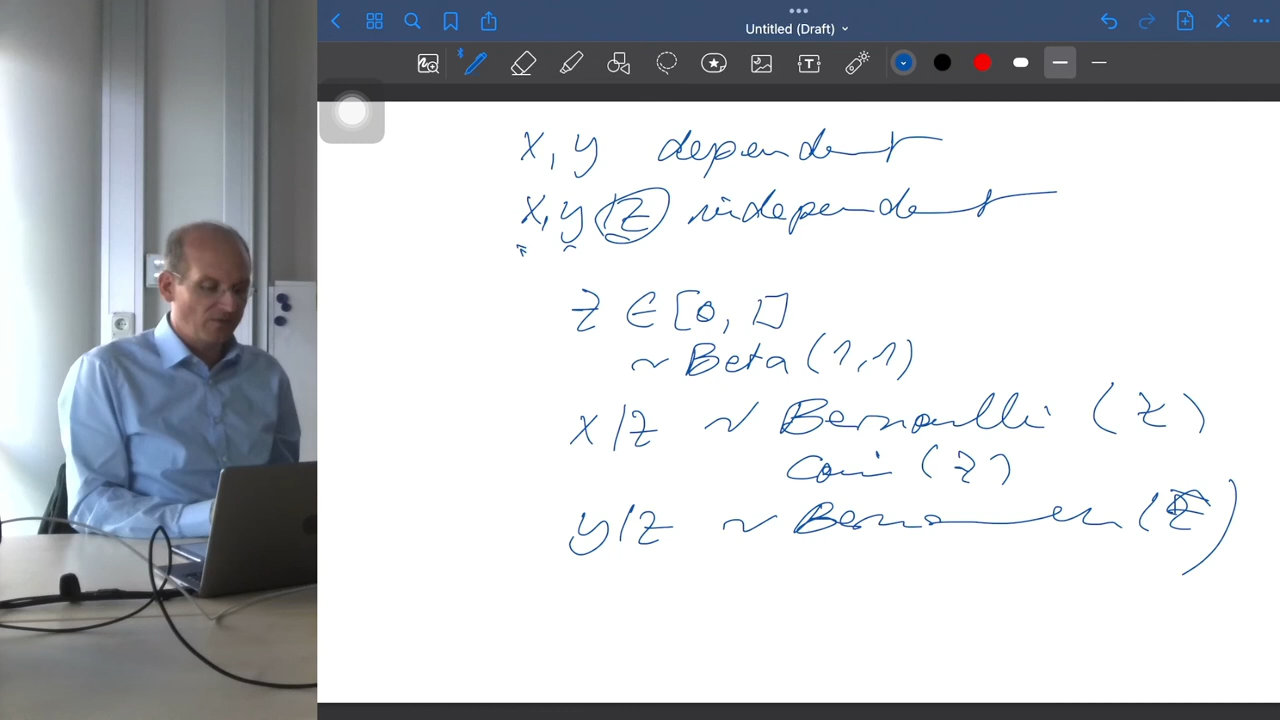 Untitled (Draft)
x, y dependent
x, y | z independent
z ∈ [0, 1]
~ Beta (1,1)
x | z ~ Bernoulli (z)
Coin (z)
y | z ~ Bernoulli (z)